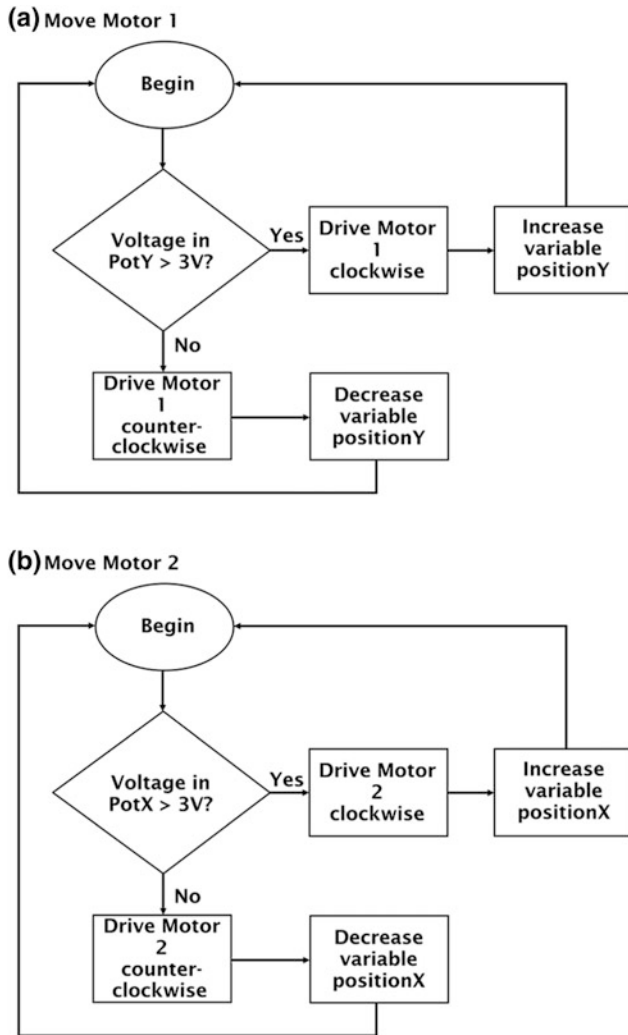 (a) Move Motor 1
Begin
Voltage in
PotY > 3V?
Yes
Drive Motor
1
clockwise
Increase
variable
positionY
No
Drive Motor
1
counter-
clockwise
Decrease
variable
positionY
(b) Move Motor 2
Begin
Voltage in
PotX > 3V?
Yes
Drive Motor
2
clockwise
Increase
variable
positionX
No
Drive Motor
2
counter-
clockwise
Decrease
variable
positionX